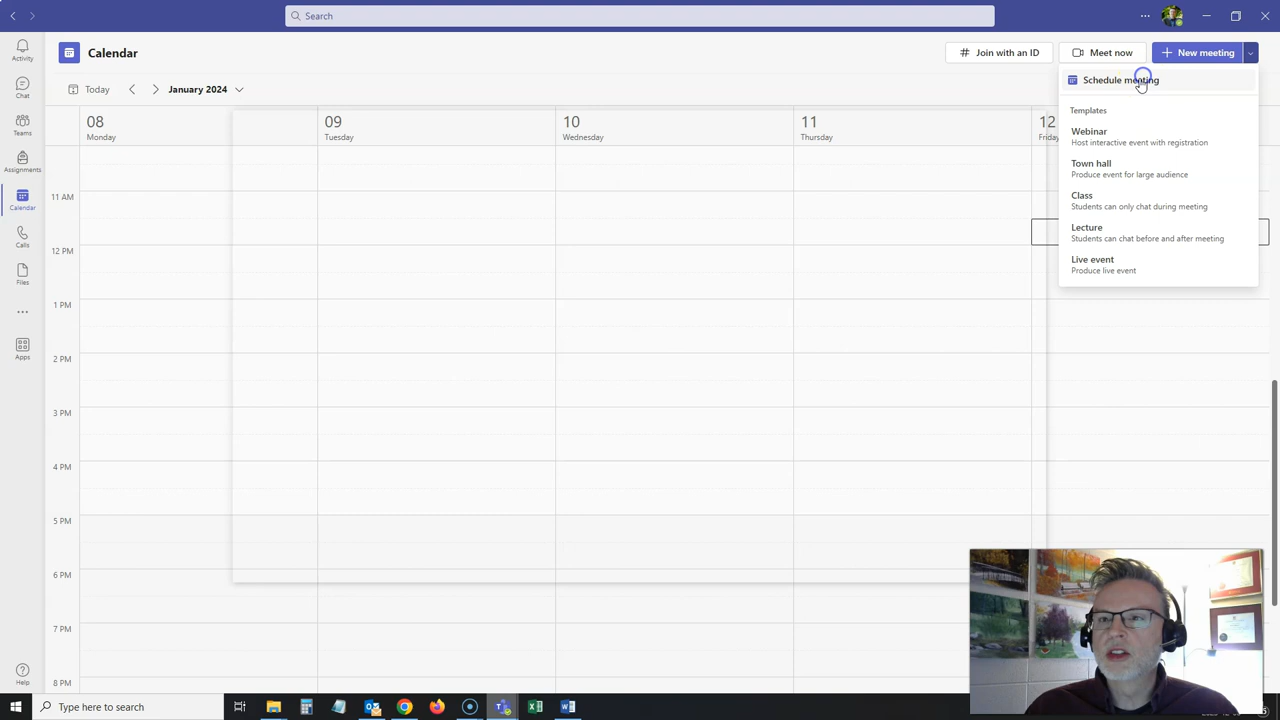 Search
Activity
Chat
Teams
Assignments
Calendar
Calls
Files
Apps
Help
Calendar
Join with an ID
Meet now
New meeting
Today
January 2024
Schedule meeting
Templates
Webinar
Host interactive event with registration
Town hall
Produce event for large audience
Class
Students can only chat during meeting
Lecture
Students can chat before and after meeting
Live event
Produce live event
08
Monday
09
Tuesday
10
Wednesday
11
Thursday
12
Friday
11 AM
12 PM
1 PM
2 PM
3 PM
4 PM
5 PM
6 PM
7 PM
8 PM
Type here to search